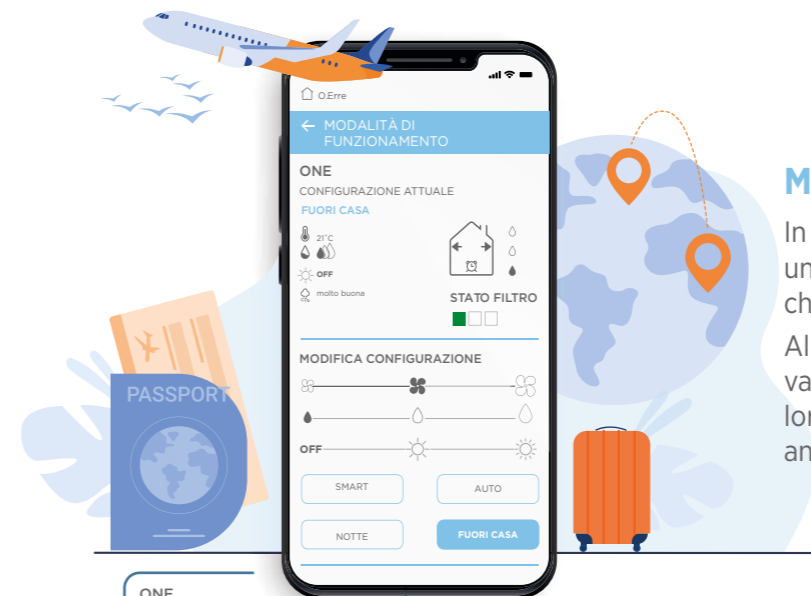 O.Erre
← MODALITÀ DI
FUNZIONAMENTO
ONE
CONFIGURAZIONE ATTUALE
FUORI CASA
21°C
OFF
molto buona
STATO FILTRO
MODIFICA CONFIGURAZIONE
OFF
SMART
AUTO
NOTTE
FUORI CASA
PASSPORT
M
In
un
ch
Al
va
lor
an
ONE